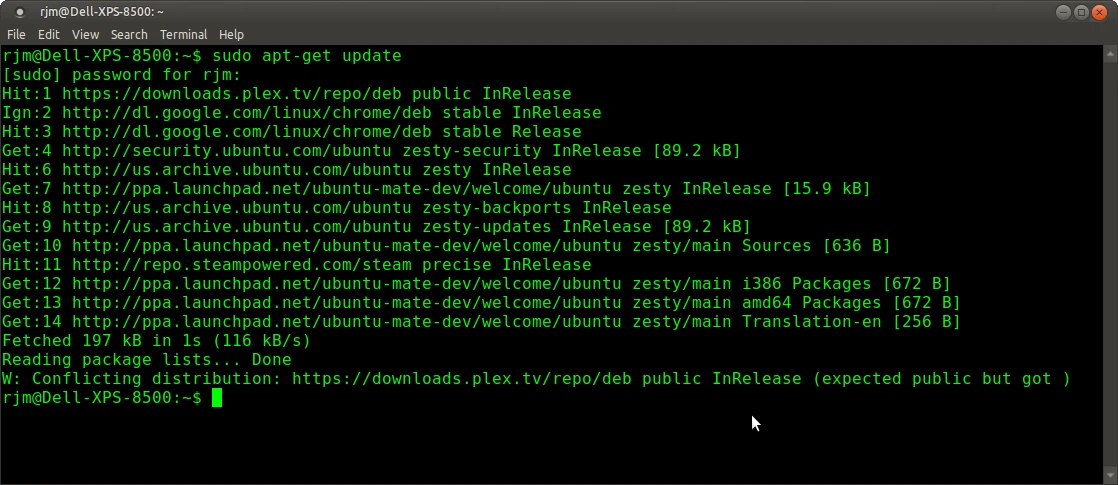 rjm@Dell-XPS-8500: ~
File Edit View Search Terminal Help
rjm@Dell-XPS-8500:~$ sudo apt-get update
[sudo] password for rjm:
Hit:1 https://downloads.plex.tv/repo/deb public InRelease
Ign:2 http://dl.google.com/linux/chrome/deb stable InRelease
Hit:3 http://dl.google.com/linux/chrome/deb stable Release
Get:4 http://security.ubuntu.com/ubuntu zesty-security InRelease [89.2 kB]
Hit:6 http://us.archive.ubuntu.com/ubuntu zesty InRelease
Get:7 http://ppa.launchpad.net/ubuntu-mate-dev/welcome/ubuntu zesty InRelease [15.9 kB]
Hit:8 http://us.archive.ubuntu.com/ubuntu zesty-backports InRelease
Get:9 http://us.archive.ubuntu.com/ubuntu zesty-updates InRelease [89.2 kB]
Get:10 http://ppa.launchpad.net/ubuntu-mate-dev/welcome/ubuntu zesty/main Sources [636 B]
Hit:11 http://repo.steampowered.com/steam precise InRelease
Get:12 http://ppa.launchpad.net/ubuntu-mate-dev/welcome/ubuntu zesty/main i386 Packages [672 B]
Get:13 http://ppa.launchpad.net/ubuntu-mate-dev/welcome/ubuntu zesty/main amd64 Packages [672 B]
Get:14 http://ppa.launchpad.net/ubuntu-mate-dev/welcome/ubuntu zesty/main Translation-en [256 B]
Fetched 197 kB in 1s (116 kB/s)
Reading package lists... Done
W: Conflicting distribution: https://downloads.plex.tv/repo/deb public InRelease (expected public but got )
rjm@Dell-XPS-8500:~$